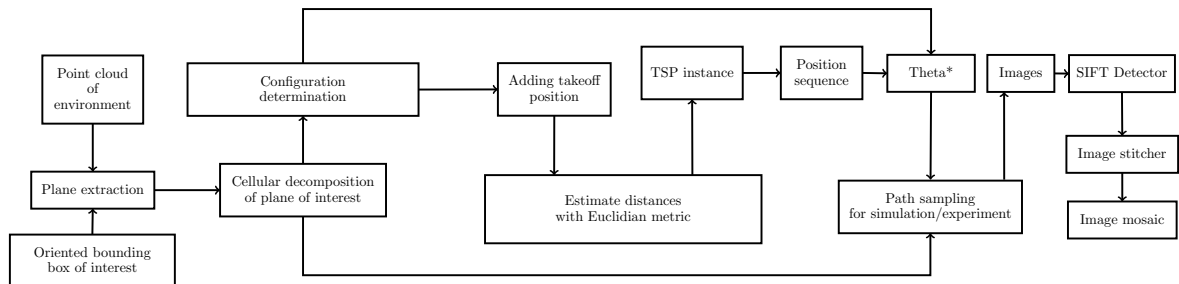 Point cloud
of
environment
Plane extraction
Oriented bounding
box of interest
Configuration
determination
Cellular decomposition
of plane of interest
Adding takeoff
position
Estimate distances
with Euclidian metric
TSP instance
Position
sequence
Theta*
Path sampling
for simulation/experiment
Images
SIFT Detector
Image stitcher
Image mosaic